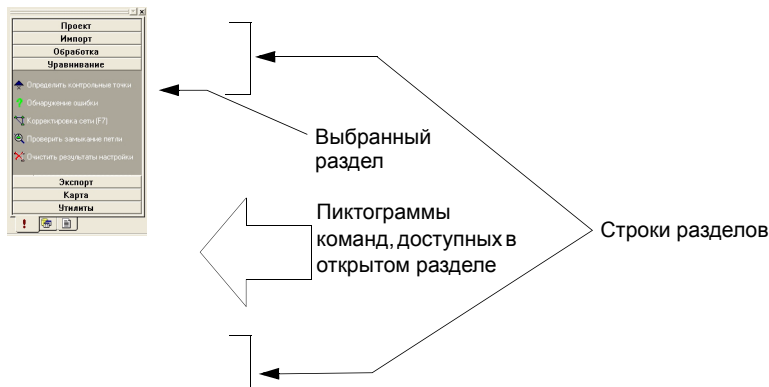 Проект
Импорт
Обработка
Уравнивание
Определить контрольные точки
Обнаружение ошибки
Корректировка сети (F7)
Проверить замыкание петли
Очистить результаты настройки
Экспорт
Карта
Утилиты
Выбранный
раздел
Пиктограммы
команд, доступных в
открытом разделе
Строки разделов